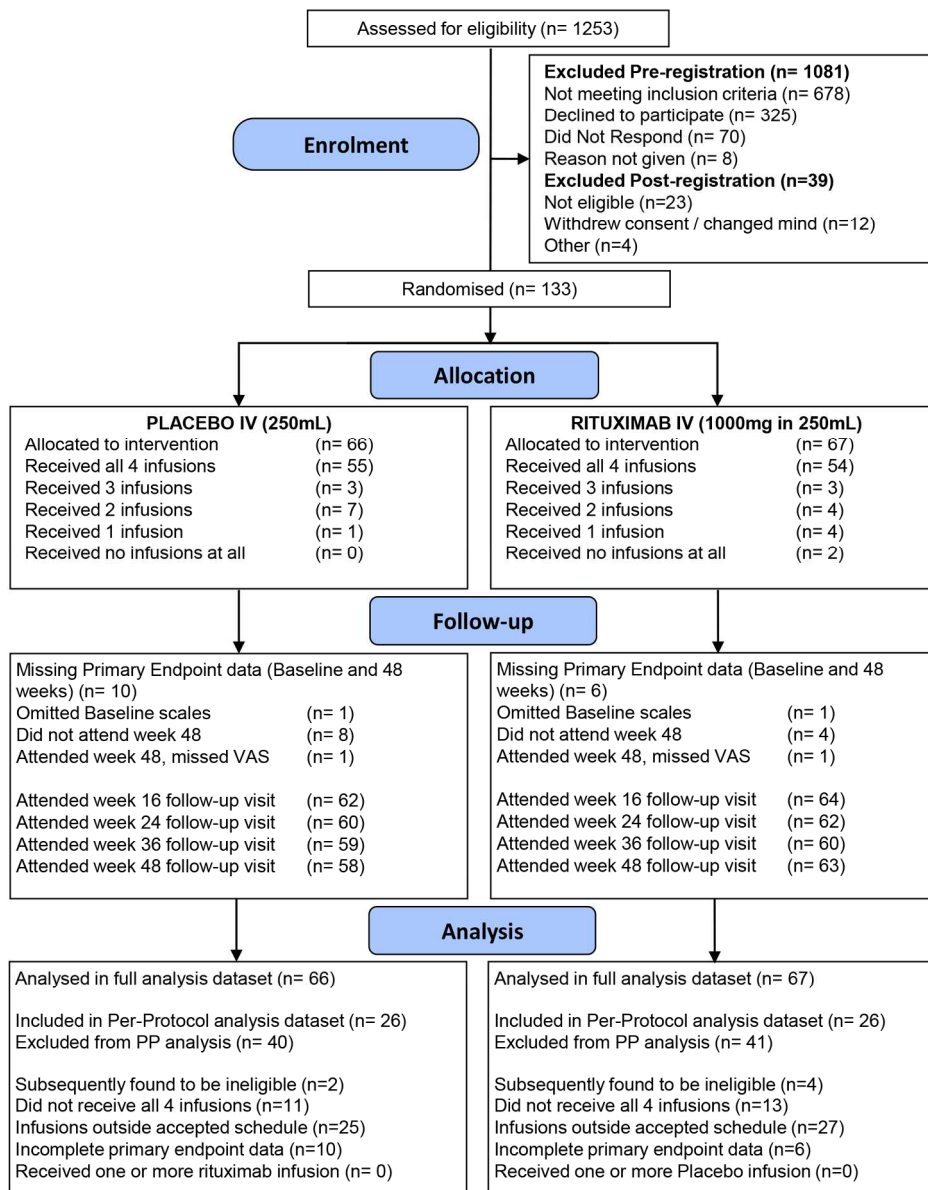 Assessed for eligibility (n= 1253)
Excluded Pre-registration (n= 1081)
Not meeting inclusion criteria (n= 678)
Declined to participate (n= 325)
Did Not Respond (n= 70)
Reason not given (n= 8)
Excluded Post-registration (n=39)
Not eligible (n=23)
Withdrew consent / changed mind (n=12)
Other (n=4)
Enrolment
Randomised (n= 133)
Allocation
PLACEBO IV (250mL)
Allocated to intervention (n= 66)
Received all 4 infusions (n= 55)
Received 3 infusions (n= 3)
Received 2 infusions (n= 7)
Received 1 infusion (n= 1)
Received no infusions at all (n= 0)
RITUXIMAB IV (1000mg in 250mL)
Allocated to intervention (n= 67)
Received all 4 infusions (n= 54)
Received 3 infusions (n= 3)
Received 2 infusions (n= 4)
Received 1 infusion (n= 4)
Received no infusions at all (n= 2)
Follow-up
Missing Primary Endpoint data (Baseline and 48
weeks) (n= 10)
Omitted Baseline scales (n= 1)
Did not attend week 48 (n= 8)
Attended week 48, missed VAS (n= 1)
Attended week 16 follow-up visit (n= 62)
Attended week 24 follow-up visit (n= 60)
Attended week 36 follow-up visit (n= 59)
Attended week 48 follow-up visit (n= 58)
Missing Primary Endpoint data (Baseline and 48
weeks) (n= 6)
Omitted Baseline scales (n= 1)
Did not attend week 48 (n= 4)
Attended week 48, missed VAS (n= 1)
Attended week 16 follow-up visit (n= 64)
Attended week 24 follow-up visit (n= 62)
Attended week 36 follow-up visit (n= 60)
Attended week 48 follow-up visit (n= 63)
Analysis
Analysed in full analysis dataset (n= 66)
Included in Per-Protocol analysis dataset (n= 26)
Excluded from PP analysis (n= 40)
Subsequently found to be ineligible (n=2)
Did not receive all 4 infusions (n=11)
Infusions outside accepted schedule (n=25)
Incomplete primary endpoint data (n=10)
Received one or more rituximab infusion (n= 0)
Analysed in full analysis dataset (n= 67)
Included in Per-Protocol analysis dataset (n= 26)
Excluded from PP analysis (n= 41)
Subsequently found to be ineligible (n=4)
Did not receive all 4 infusions (n=13)
Infusions outside accepted schedule (n=27)
Incomplete primary endpoint data (n=6)
Received one or more Placebo infusion (n=0)